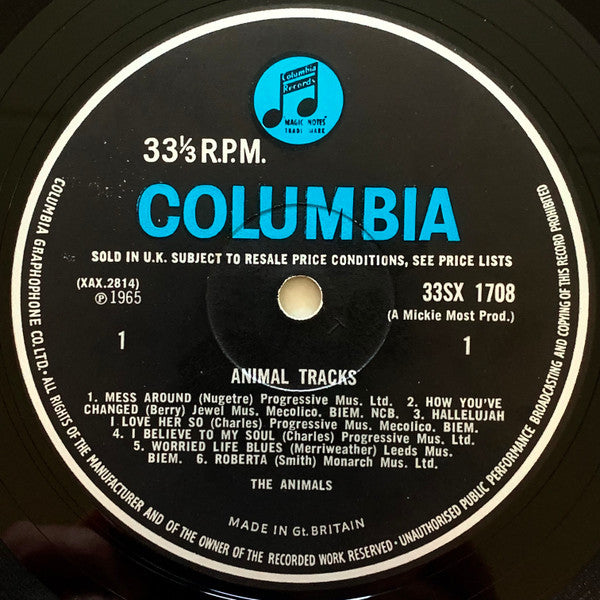 Columbia
Records
MAGIC NOTES
TRADE MARK
33⅓ R.P.M.
COLUMBIA
SOLD IN U.K. SUBJECT TO RESALE PRICE CONDITIONS, SEE PRICE LISTS
(XAX.2814)
℗ 1965
33SX 1708
(A Mickie Most Prod.)
1
1
ANIMAL TRACKS
1. MESS AROUND (Nugetre) Progressive Mus. Ltd. 2. HOW YOU'VE
CHANGED (Berry) Jewel Mus. Mecolico. BIEM. NCB. 3. HALLELUJAH
I LOVE HER SO (Charles) Progressive Mus. Mecolico. BIEM.
4. I BELIEVE TO MY SOUL (Charles) Progressive Mus. Ltd.
5. WORRIED LIFE BLUES (Merriweather) Leeds Mus.
BIEM. 6. ROBERTA (Smith) Monarch Mus. Ltd.
THE ANIMALS
MADE IN Gt. BRITAIN
COLUMBIA GRAPHOPHONE CO. LTD. • ALL RIGHTS OF THE MANUFACTURER AND OF THE OWNER OF THE RECORDED WORK RESERVED • UNAUTHORISED PUBLIC PERFORMANCE BROADCASTING AND COPYING OF THIS RECORD PROHIBITED